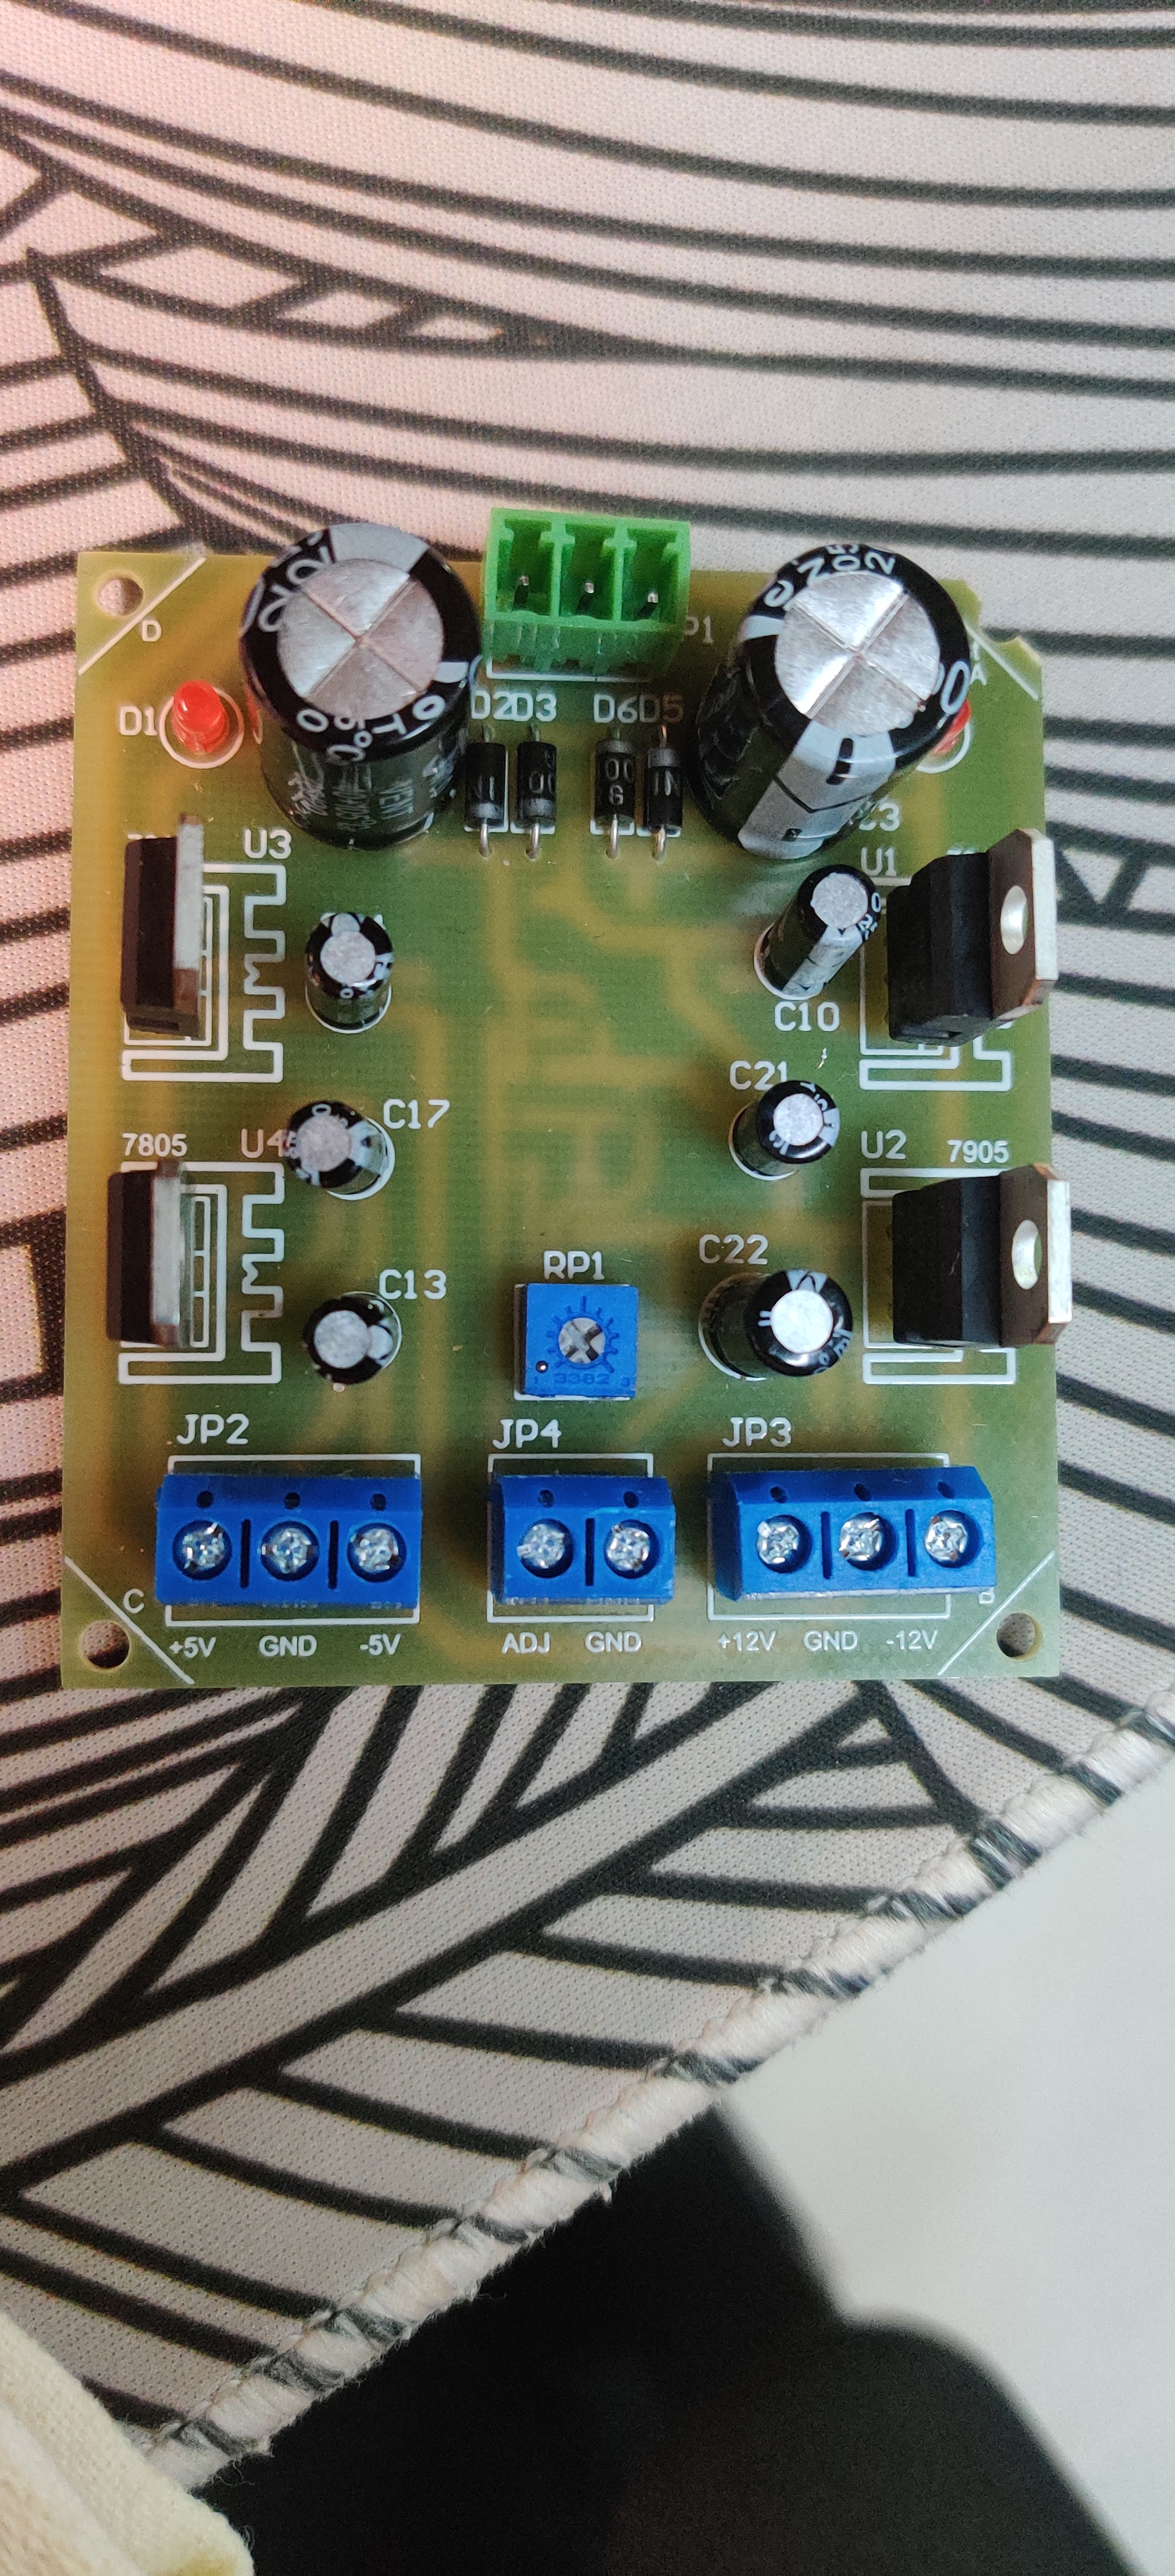 D
P1
A
D1
D2D3
D6D5
C3
U3
U1
C10
C21
C17
7805
U4
U2
7905
C22
RP1
C13
3362
JP2
JP4
JP3
C
B
+5V
GND
-5V
ADJ
GND
+12V
GND
-12V